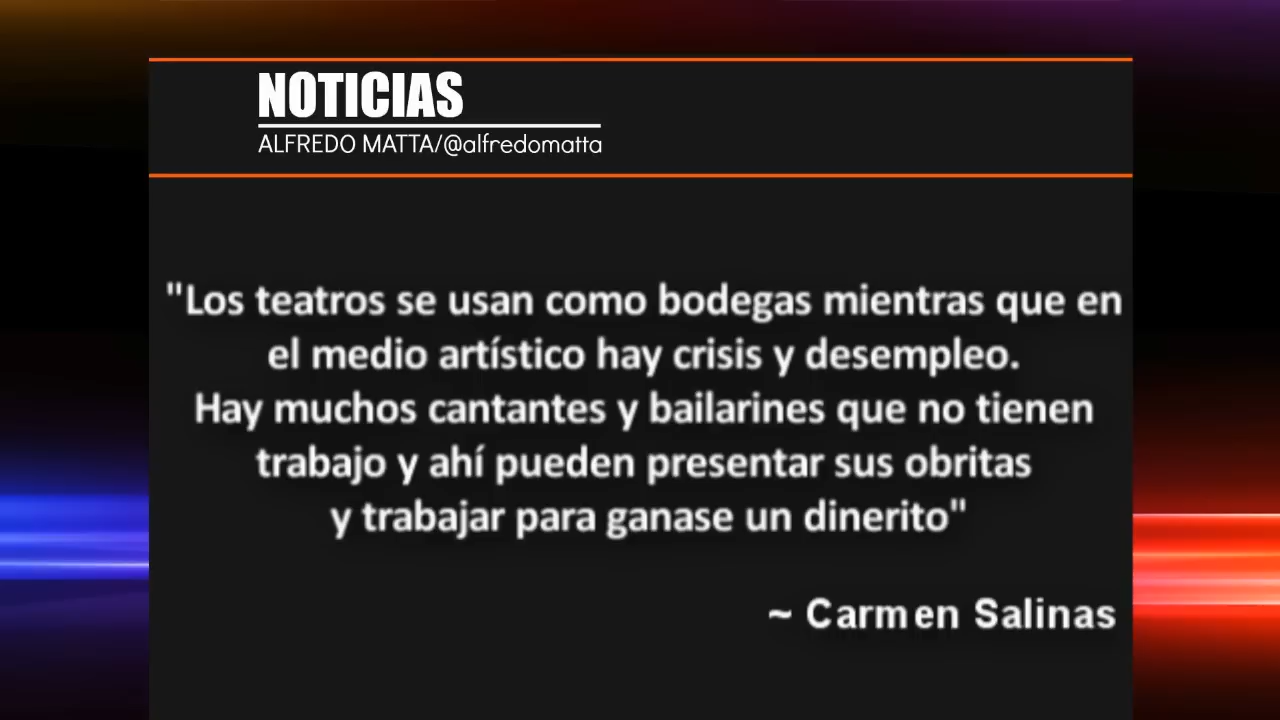 NOTICIAS
ALFREDO MATTA/@alfredomatta
"Los teatros se usan como bodegas mientras que en
el medio artístico hay crisis y desempleo.
Hay muchos cantantes y bailarines que no tienen
trabajo y ahí pueden presentar sus obritas
y trabajar para ganase un dinerito"
~ Carmen Salinas